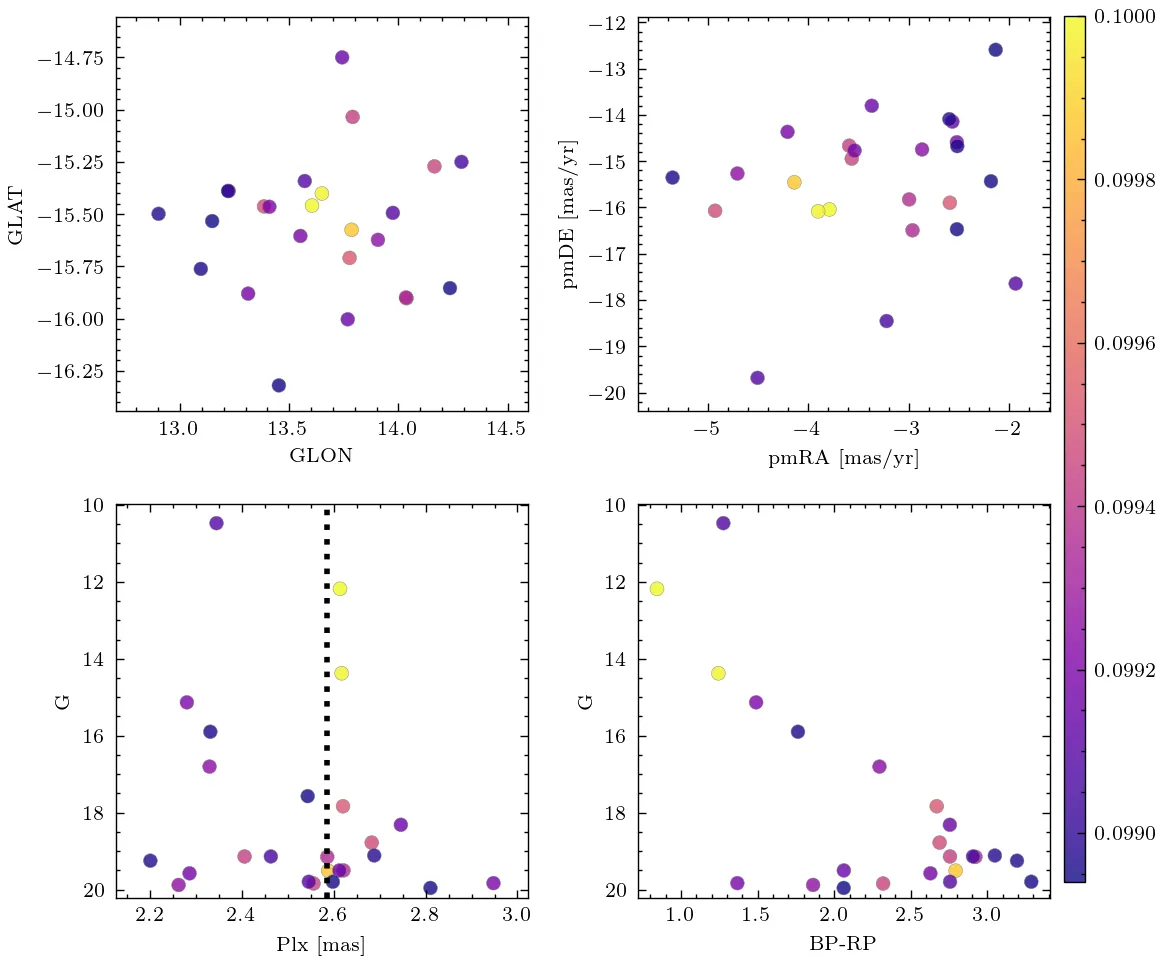 −14.75
−15.00
−15.25
−15.50
−15.75
−16.00
−16.25
GLAT
13.0 13.5 14.0 14.5
GLON
−12
−13
−14
−15
−16
−17
−18
−19
−20
pmDE [mas/yr]
−5 −4 −3 −2
pmRA [mas/yr]
10
12
14
16
18
20
G
2.2 2.4 2.6 2.8 3.0
Plx [mas]
10
12
14
16
18
20
G
1.0 1.5 2.0 2.5 3.0
BP-RP
0.1000
0.0998
0.0996
0.0994
0.0992
0.0990